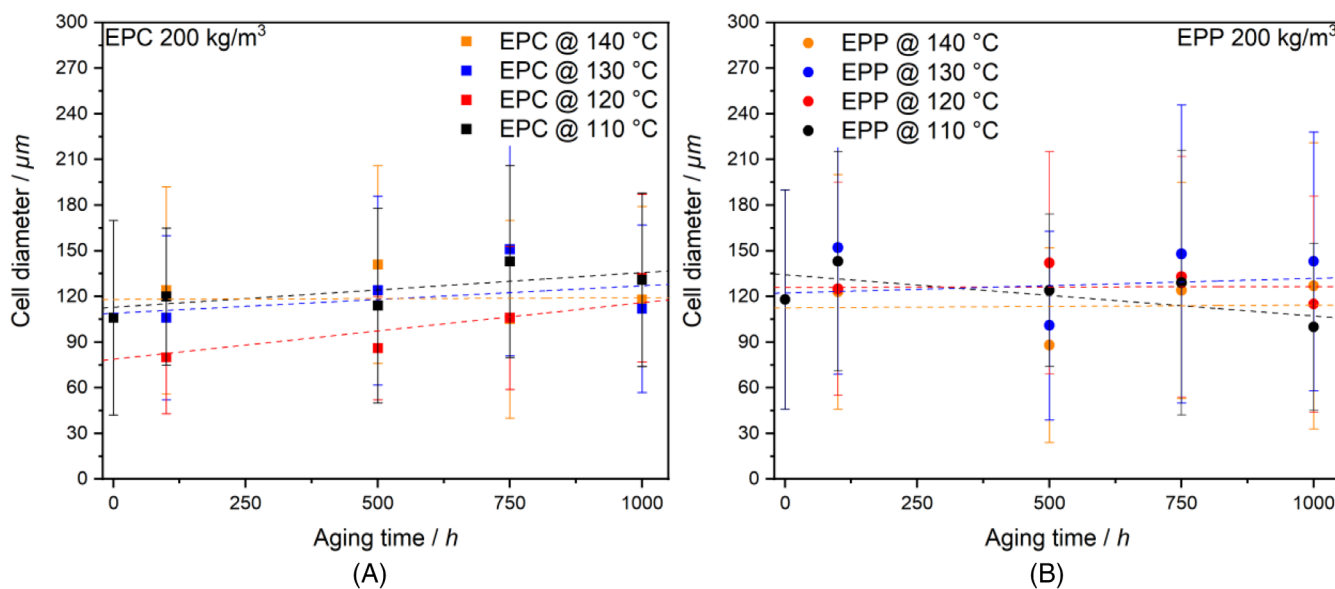 EPC 200 kg/m³
EPC @ 140 °C
EPC @ 130 °C
EPC @ 120 °C
EPC @ 110 °C
300
270
240
210
180
150
120
90
60
30
0
Cell diameter / μm
0
250
500
750
1000
Aging time / h
(A)
EPP @ 140 °C
EPP @ 130 °C
EPP @ 120 °C
EPP @ 110 °C
EPP 200 kg/m³
300
270
240
210
180
150
120
90
60
30
0
Cell diameter / μm
0
250
500
750
1000
Aging time / h
(B)